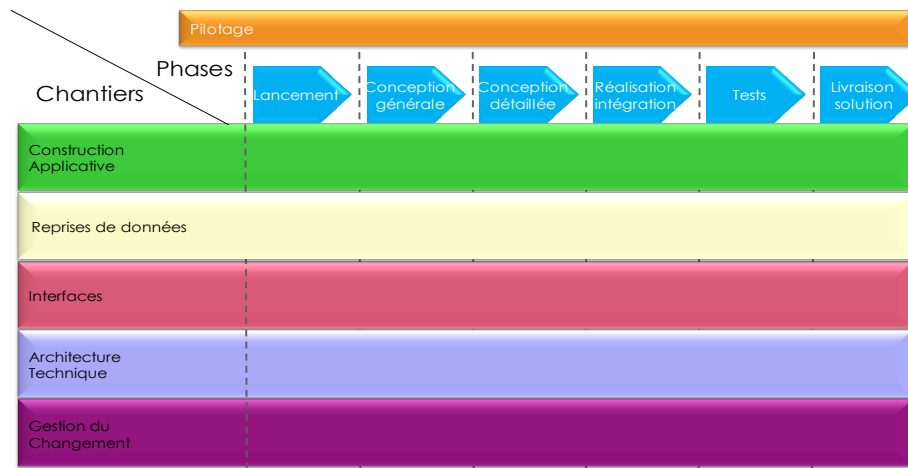 Pilotage
Phases
Chantiers
Lancement
Conception
générale
Conception
détaillée
Réalisation
intégration
Tests
Livraison
solution
Construction
Applicative
Reprises de données
Interfaces
Architecture
Technique
Gestion du
Changement